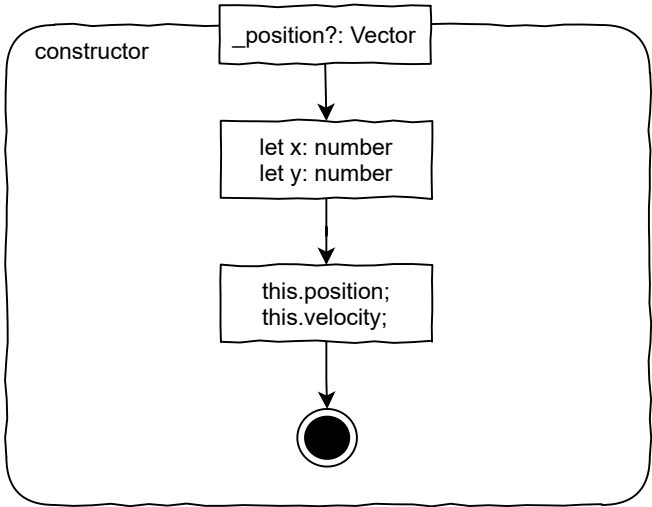 _position?: Vector
constructor
let x: number
let y: number
this.position;
this.velocity;